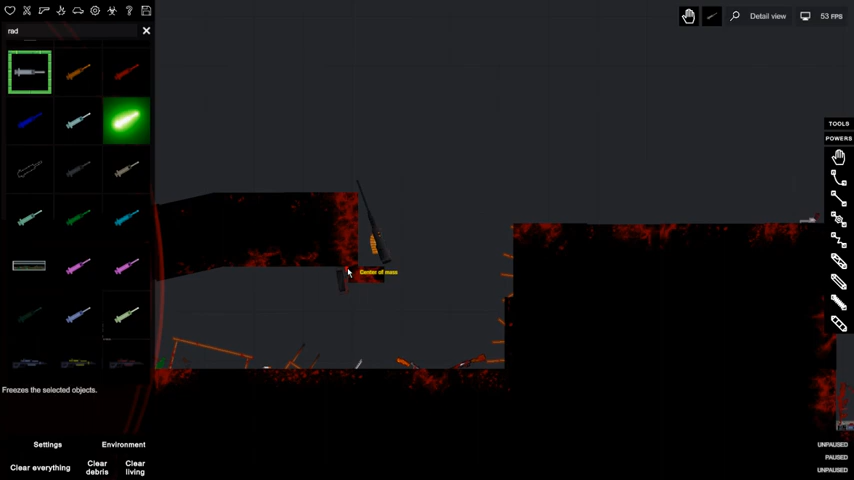 Detail view
53 FPS
rad
TOOLS
POWERS
Center of mass
Freezes the selected objects.
Settings
Environment
Clear everything
Clear debris
Clear living
UNPAUSED
PAUSED
UNPAUSED